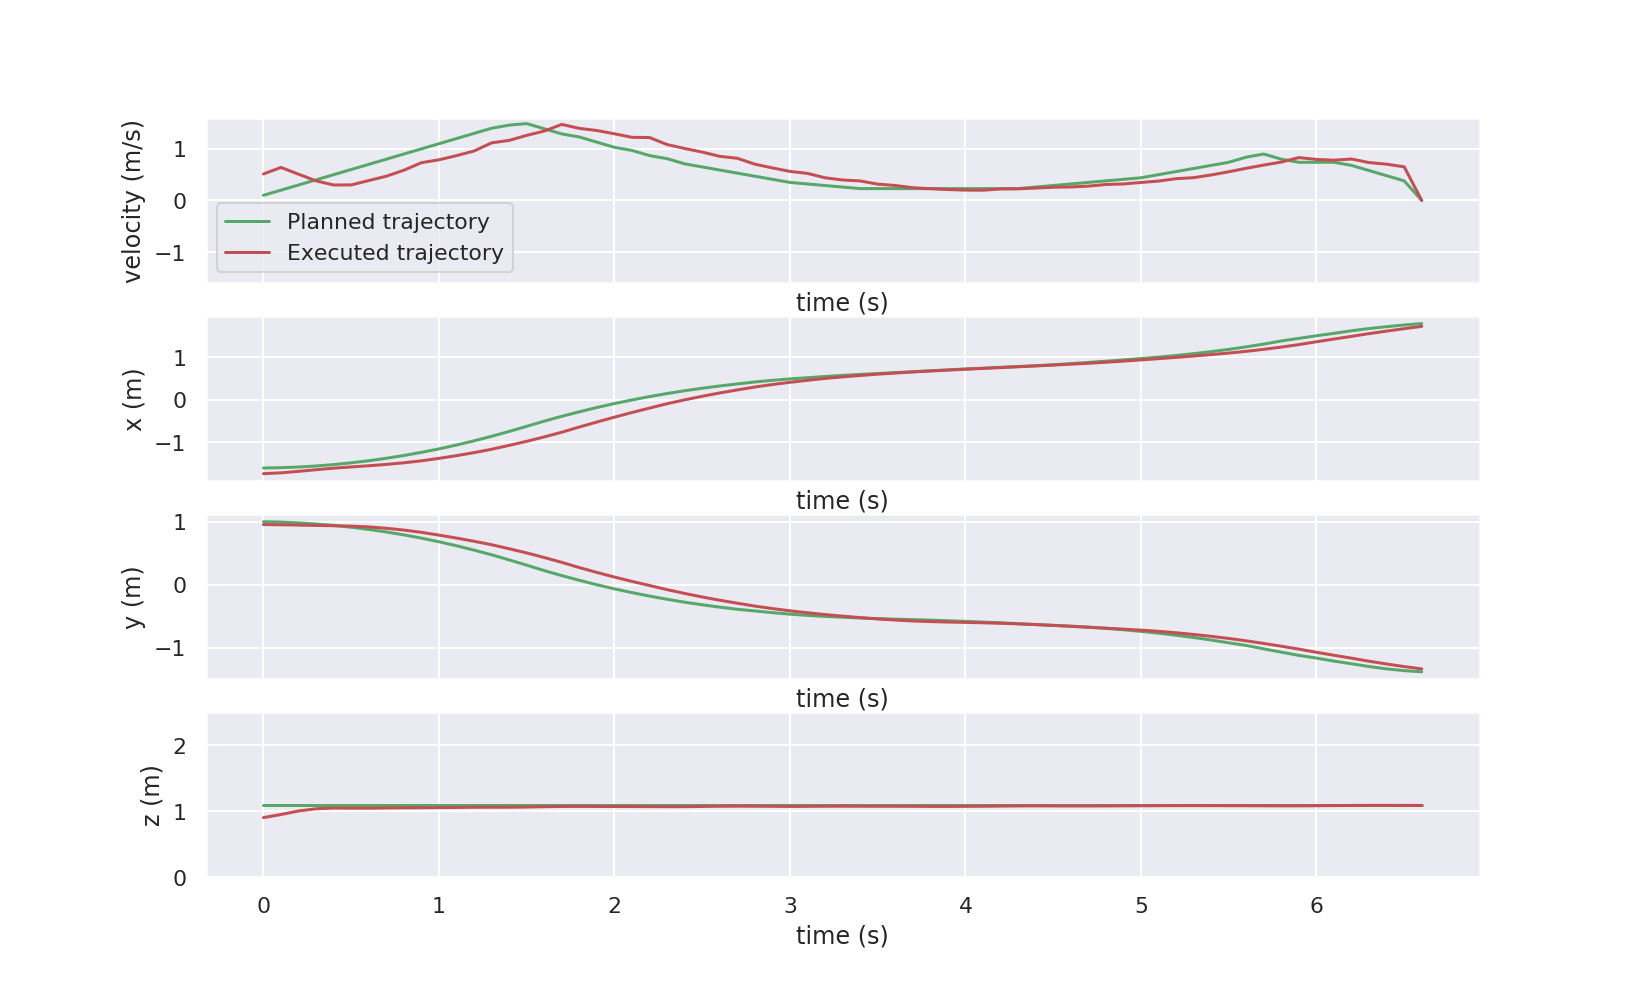 velocity (m/s)
1
0
−1
Planned trajectory
Executed trajectory
time (s)
x (m)
1
0
−1
time (s)
y (m)
1
0
−1
time (s)
z (m)
2
1
0
0 1 2 3 4 5 6
time (s)